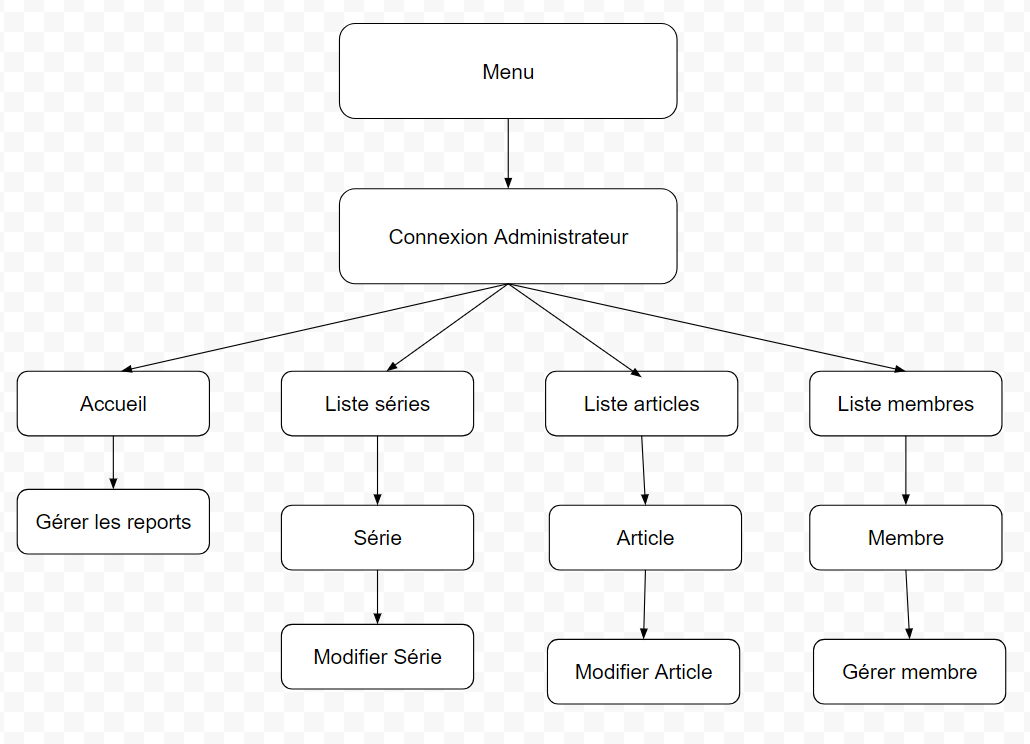 Menu
Connexion Administrateur
Accueil
Liste séries
Liste articles
Liste membres
Gérer les reports
Série
Article
Membre
Modifier Série
Modifier Article
Gérer membre